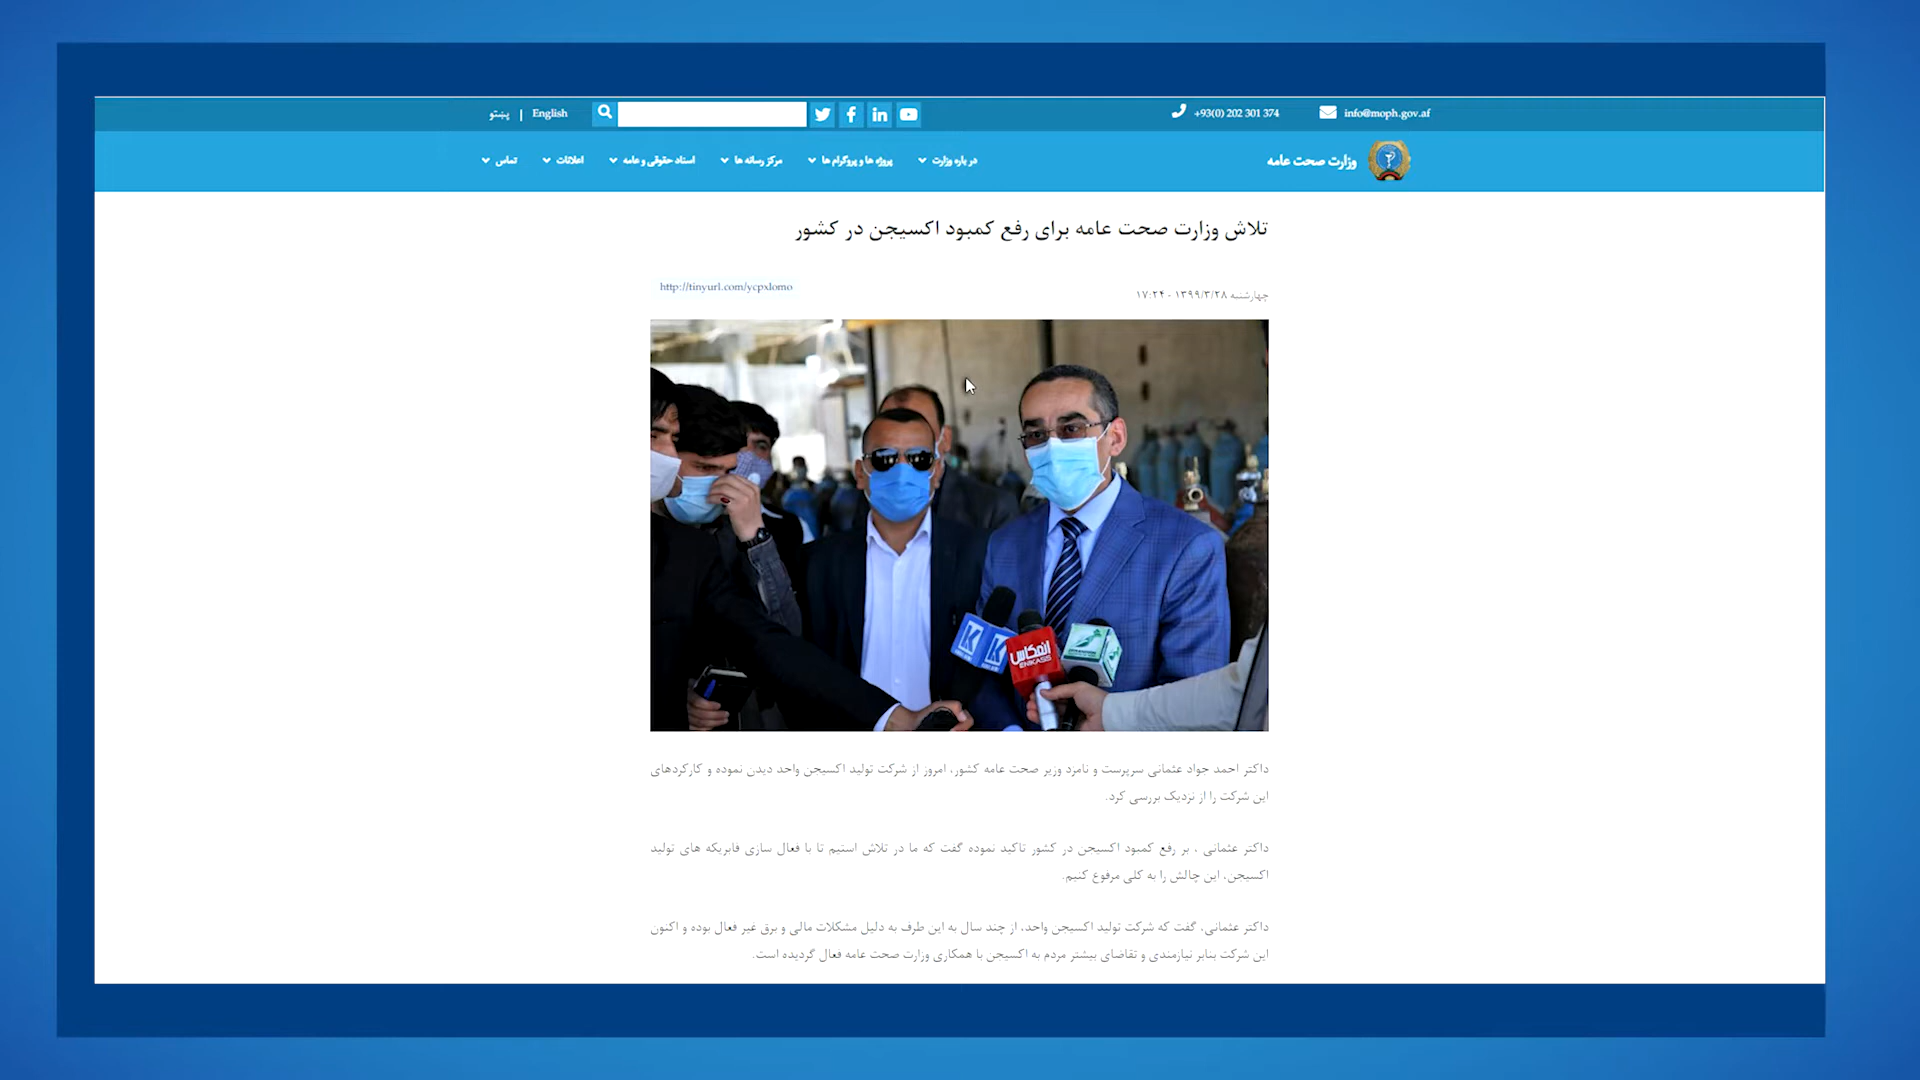 info@moph.gov.af
+93(0) 202 301 374
English | پښتو
وزارت صحت عامه
در باره وزارت
پروژه ها و پروگرام ها
مرکز رسانه ها
اسناد حقوقی و عامه
اعلانات
تماس
تلاش وزارت صحت عامه برای رفع کمبود اکسیجن در کشور
چهارشنبه ۱۳۹۹/۳/۲۸ - ۱۷:۲۴
http://tinyurl.com/ycpxlomo
K
K
انعکاس
ENIKASS
داکتر احمد جواد عثمانی سرپرست و نامزد وزیر صحت عامه کشور، امروز از شرکت تولید اکسیجن واحد دیدن نموده و کارکردهای
این شرکت را از نزدیک بررسی کرد.
داکتر عثمانی ، بر رفع کمبود اکسیجن در کشور تاکید نموده گفت که ما در تلاش استیم تا با فعال سازی فابریکه های تولید
اکسیجن، این چالش را به کلی مرفوع کنیم.
داکتر عثمانی، گفت که شرکت تولید اکسیجن واحد، از چند سال به این طرف به دلیل مشکلات مالی و برق غیر فعال بوده و اکنون
این شرکت بنابر نیازمندی و تقاضای بیشتر مردم به اکسیجن با همکاری وزارت صحت عامه فعال گردیده است.